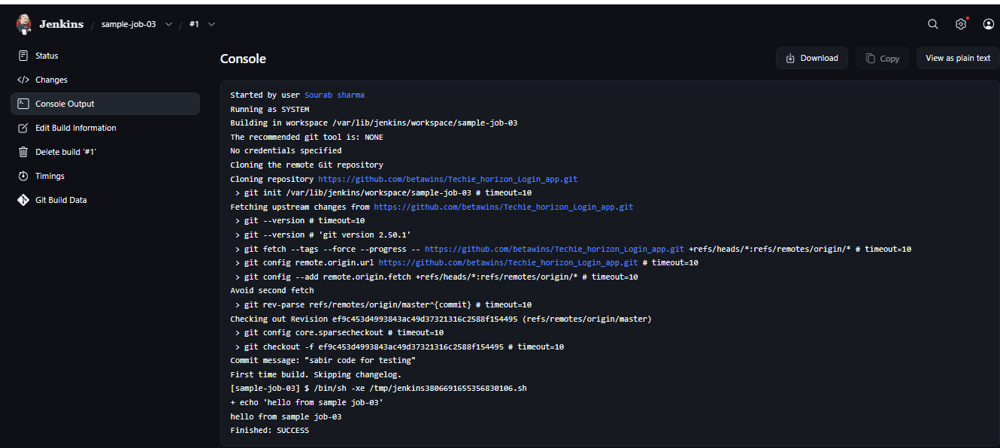 Jenkins / sample-job-03 / #1
Status
Changes
Console Output
Edit Build Information
Delete build ‘#1’
Timings
Git Build Data
Console
Download
Copy
View as plain text
Started by user Sourab sharma
Running as SYSTEM
Building in workspace /var/lib/jenkins/workspace/sample-job-03
The recommended git tool is: NONE
No credentials specified
Cloning the remote Git repository
Cloning repository https://github.com/betawins/Techie_horizon_Login_app.git
 > git init /var/lib/jenkins/workspace/sample-job-03 # timeout=10
Fetching upstream changes from https://github.com/betawins/Techie_horizon_Login_app.git
 > git --version # timeout=10
 > git --version # 'git version 2.50.1'
 > git fetch --tags --force --progress -- https://github.com/betawins/Techie_horizon_Login_app.git +refs/heads/*:refs/remotes/origin/* # timeout=10
 > git config remote.origin.url https://github.com/betawins/Techie_horizon_Login_app.git # timeout=10
 > git config --add remote.origin.fetch +refs/heads/*:refs/remotes/origin/* # timeout=10
Avoid second fetch
 > git rev-parse refs/remotes/origin/master^{commit} # timeout=10
Checking out Revision ef9c453d4993843ac49d37321316c2588f154495 (refs/remotes/origin/master)
 > git config core.sparsecheckout # timeout=10
 > git checkout -f ef9c453d4993843ac49d37321316c2588f154495 # timeout=10
Commit message: "sabir code for testing"
First time build. Skipping changelog.
[sample-job-03] $ /bin/sh -xe /tmp/jenkins3806691655356830106.sh
+ echo 'hello from sample job-03'
hello from sample job-03
Finished: SUCCESS